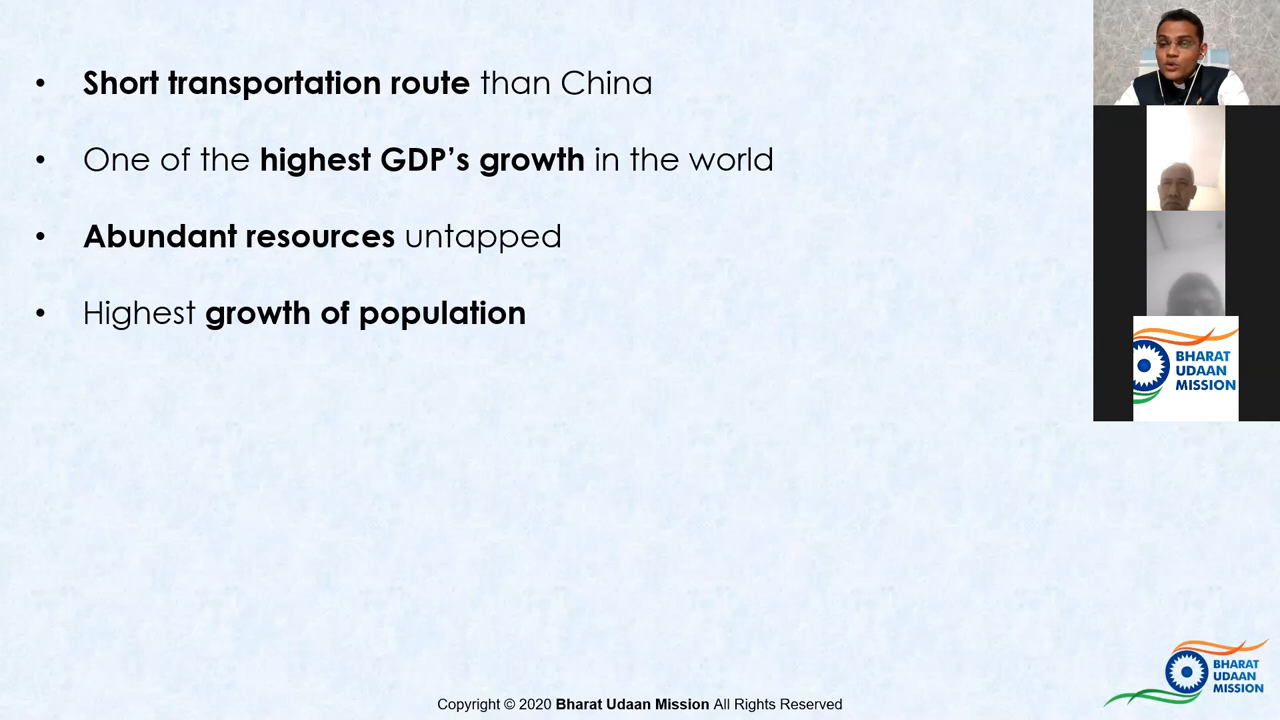 • Short transportation route than China
• One of the highest GDP’s growth in the world
• Abundant resources untapped
• Highest growth of population
BHARAT
UDAAN
MISSION
Copyright © 2020 Bharat Udaan Mission All Rights Reserved
BHARAT
UDAAN
MISSION